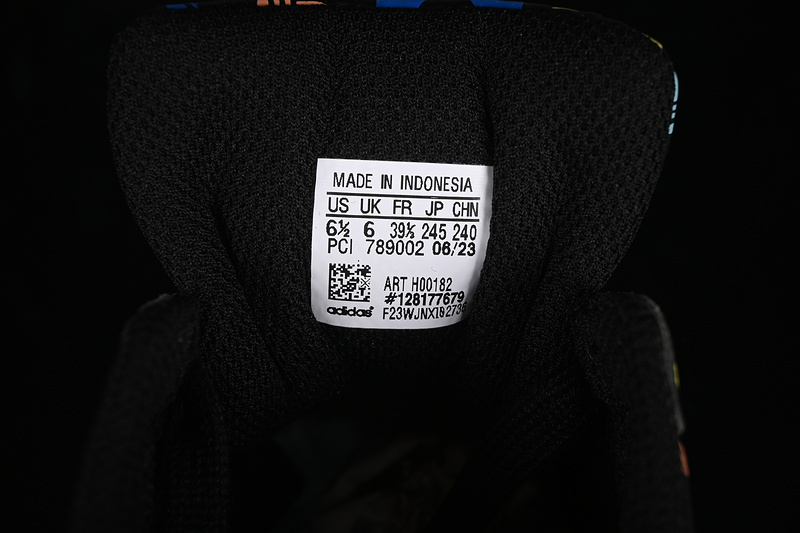 MADE IN INDONESIA
US UK FR JP CHN
6½ 6 39⅓ 245 240
PCI 789002 06/23
ART H00182
#128177679
adidas®